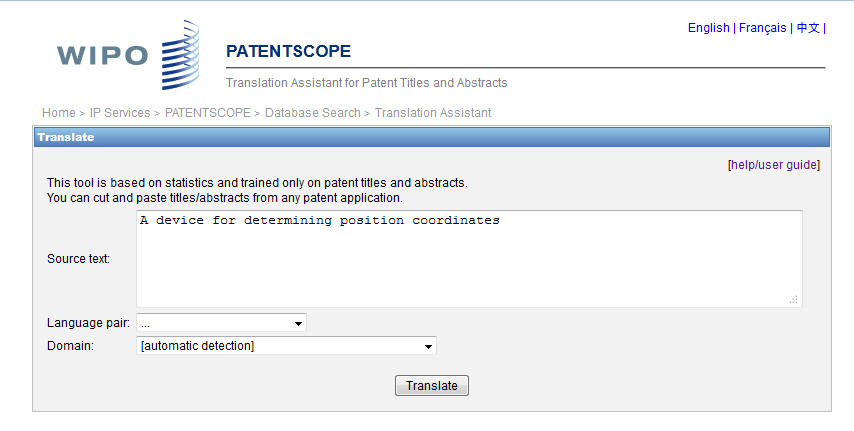 English | Français | 中文 |
WIPO
PATENTSCOPE
Translation Assistant for Patent Titles and Abstracts
Home > IP Services > PATENTSCOPE > Database Search > Translation Assistant
Translate
[help/user guide]
This tool is based on statistics and trained only on patent titles and abstracts.
You can cut and paste titles/abstracts from any patent application.
A device for determining position coordinates
Source text:
Language pair: ...
Domain: [automatic detection]
Translate